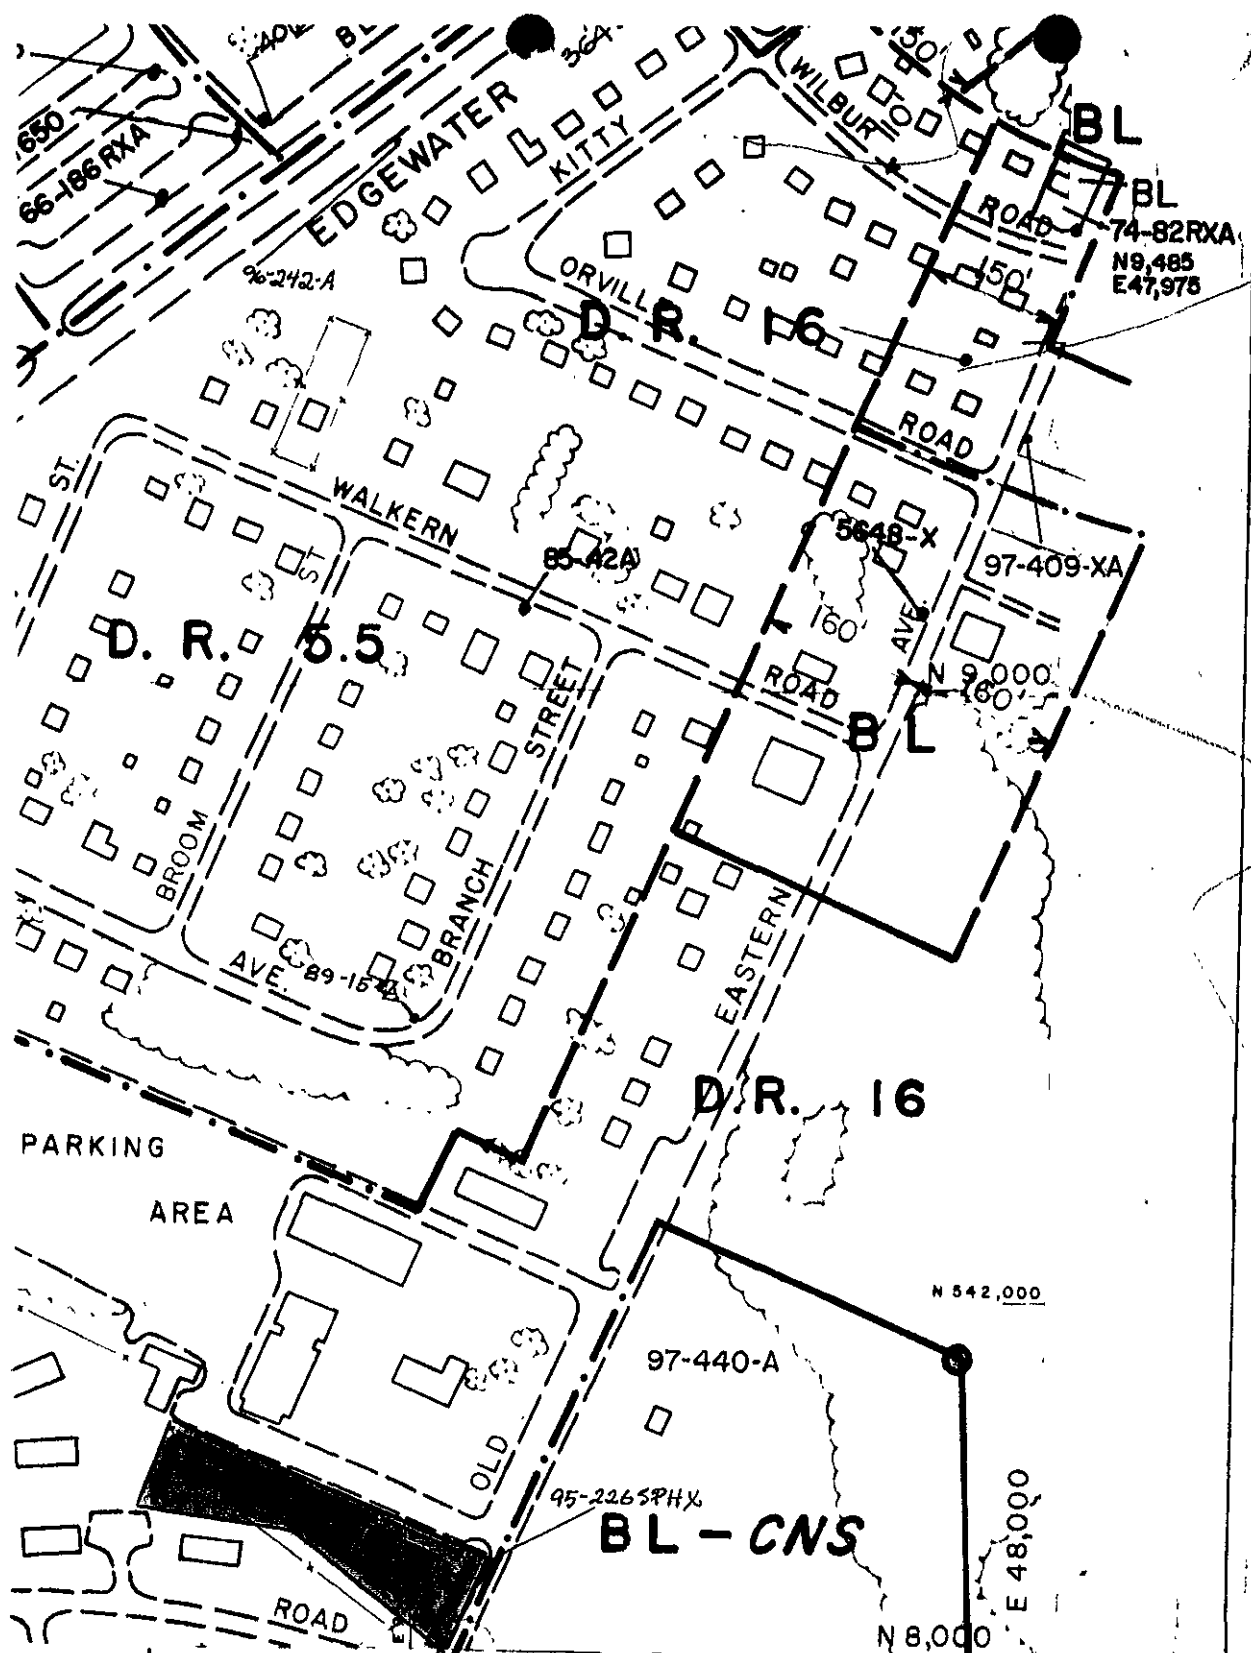 EDGEWATER
KITTY
WILBUR
150'
BL
66-186RXA
ROAD
BL
74-82RXA
N9,485
E47,975
96-242-A
ORVILLE
150'
D. R. 16
ROAD
ST.
WALKERN
5648-X
85-42A
97-409-XA
ST.
D. R. 5.5
160'
AVE.
ROAD
N 9,000
160'
BL
STREET
BROOM
BRANCH
AVE.
EASTERN
D.R. 16
PARKING
AREA
N 542,000
97-440-A
OLD
95-226SPHX
BL-CNS
E 48,000
ROAD
N 8,000